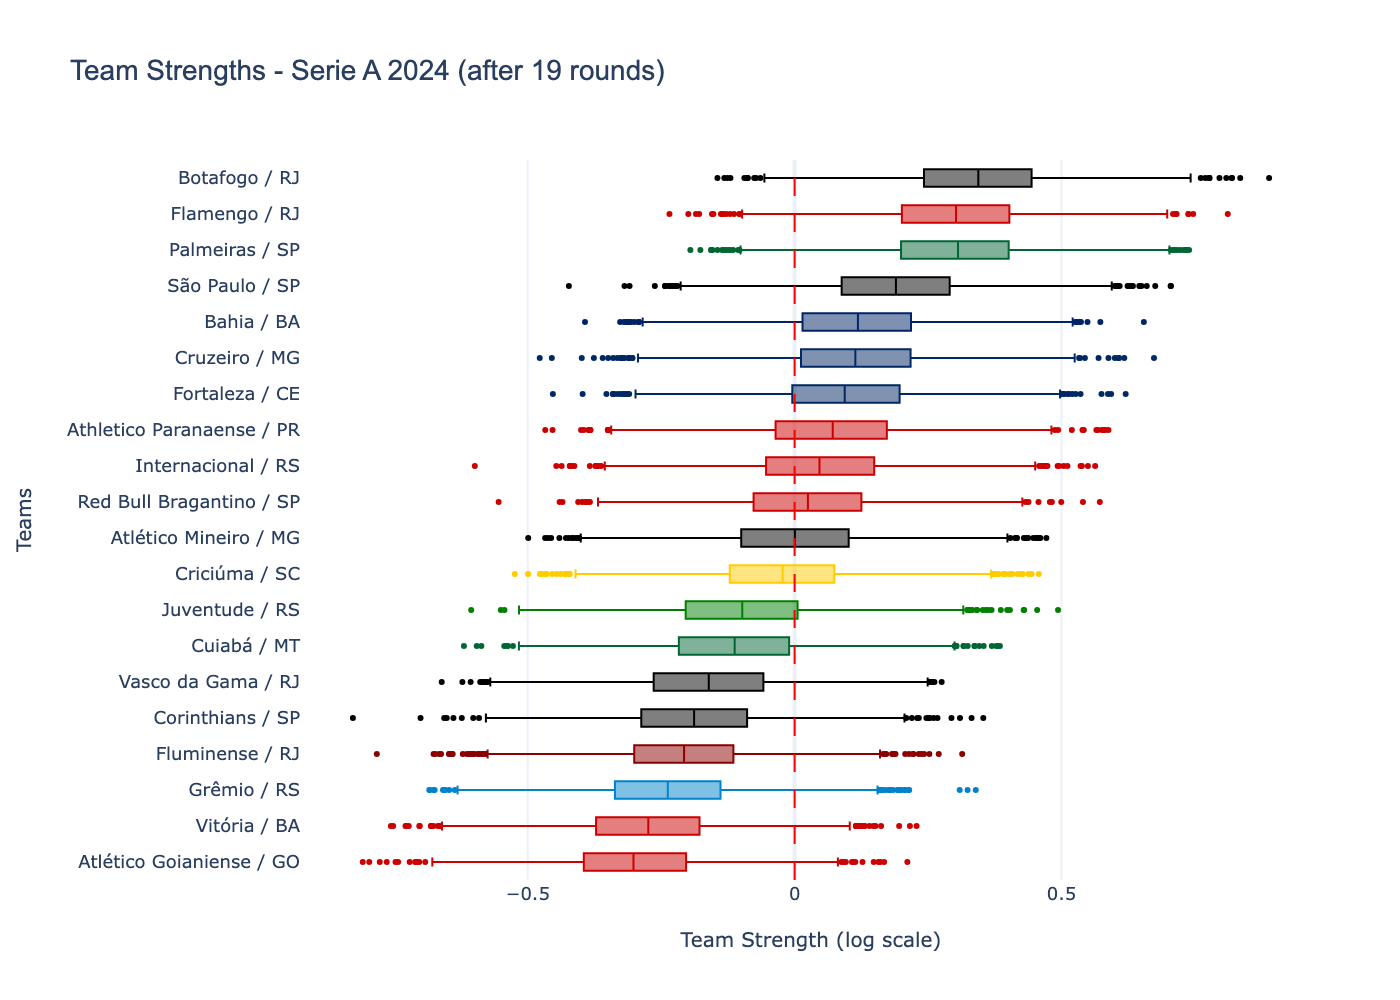 Team Strengths - Serie A 2024 (after 19 rounds)
Botafogo / RJ
Flamengo / RJ
Palmeiras / SP
São Paulo / SP
Bahia / BA
Cruzeiro / MG
Fortaleza / CE
Athletico Paranaense / PR
Internacional / RS
Red Bull Bragantino / SP
Atlético Mineiro / MG
Criciúma / SC
Juventude / RS
Cuiabá / MT
Vasco da Gama / RJ
Corinthians / SP
Fluminense / RJ
Grêmio / RS
Vitória / BA
Atlético Goianiense / GO
Teams
−0.5 0 0.5
Team Strength (log scale)